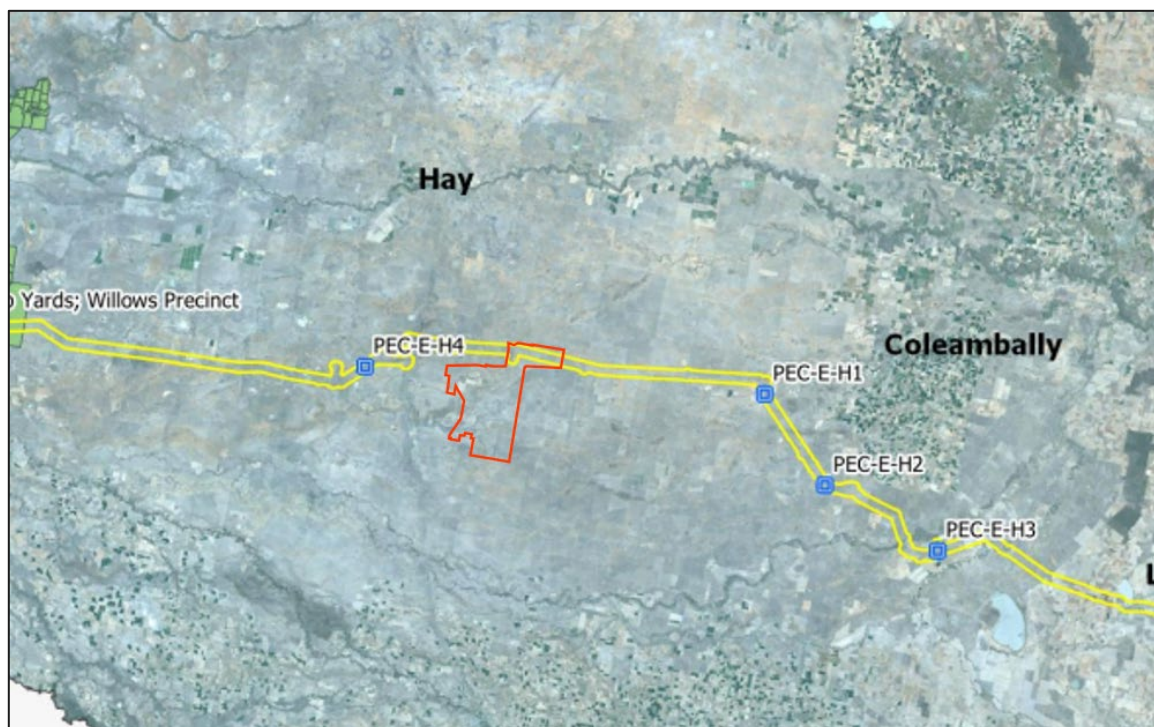 Hay
Yards; Willows Precinct
PEC-E-H4
Coleambally
PEC-E-H1
PEC-E-H2
PEC-E-H3